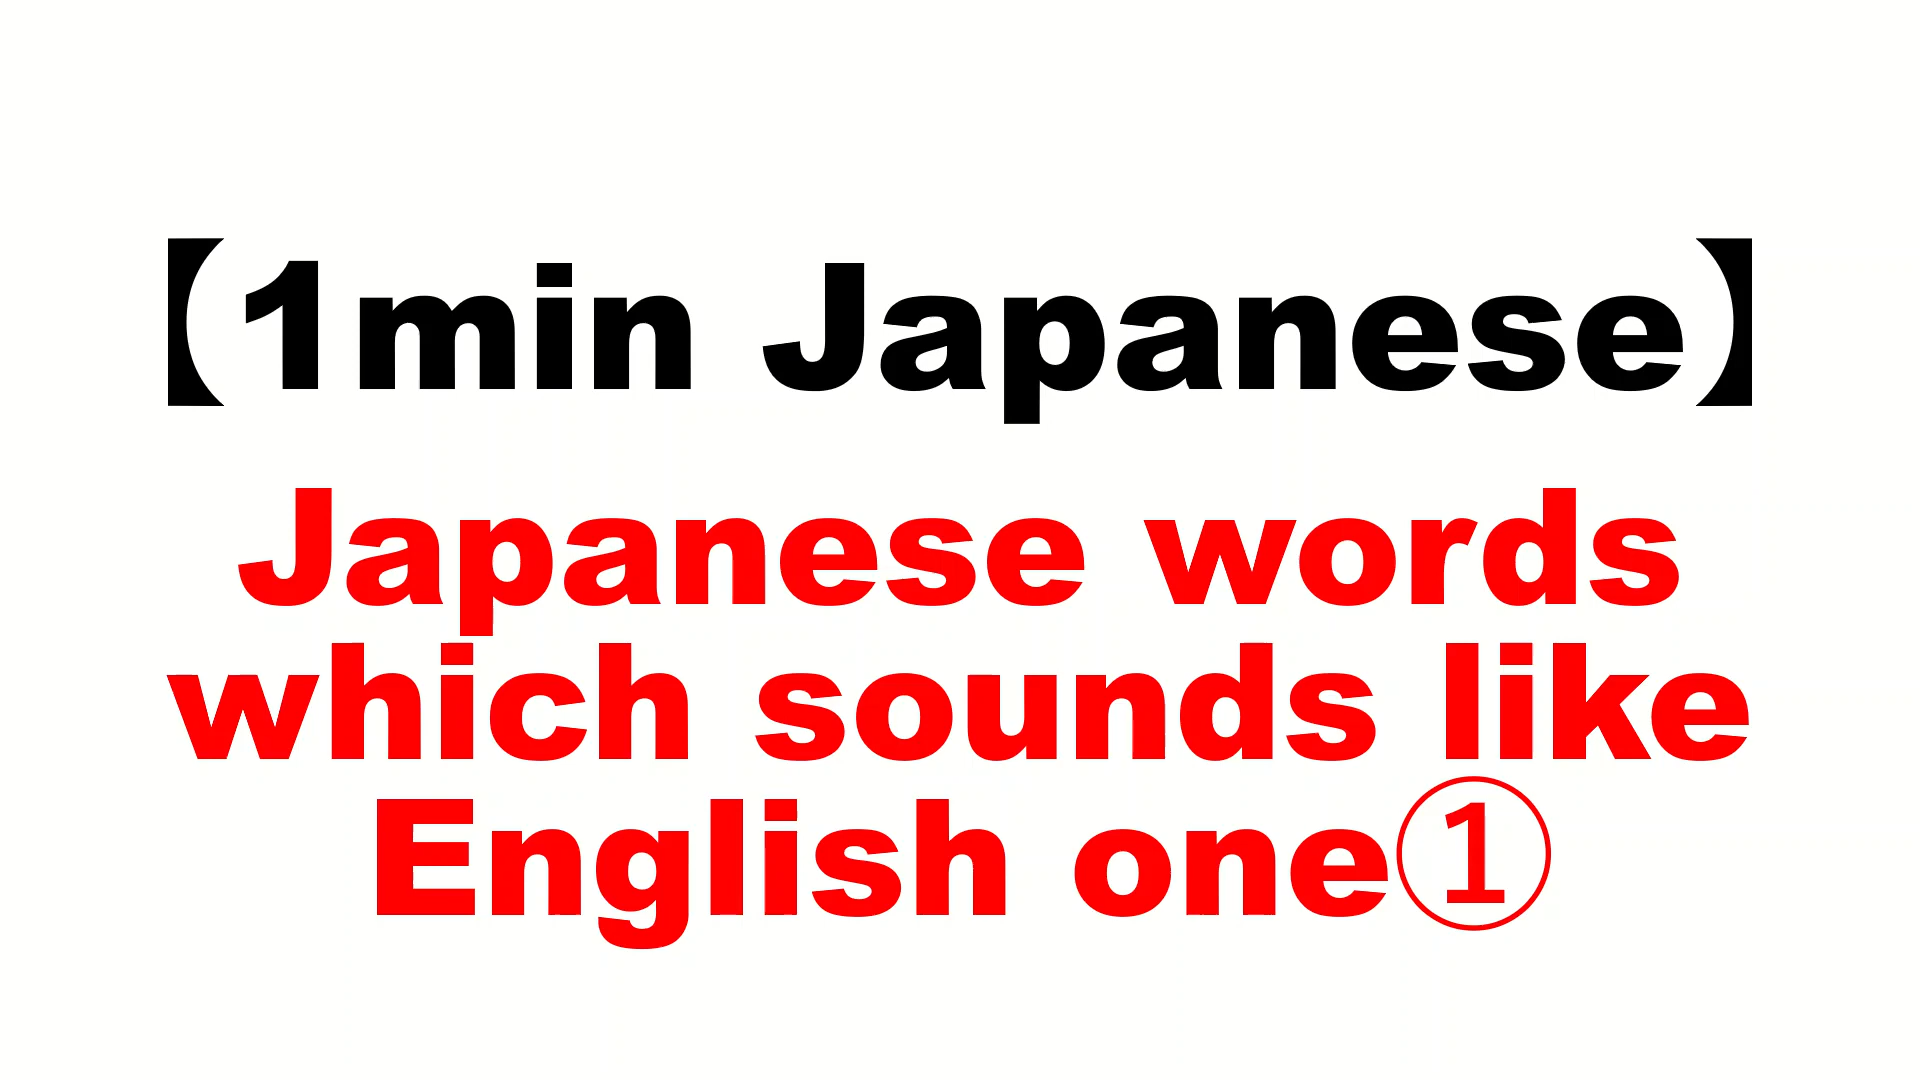 【1min Japanese】
Japanese words
which sounds like
English one①